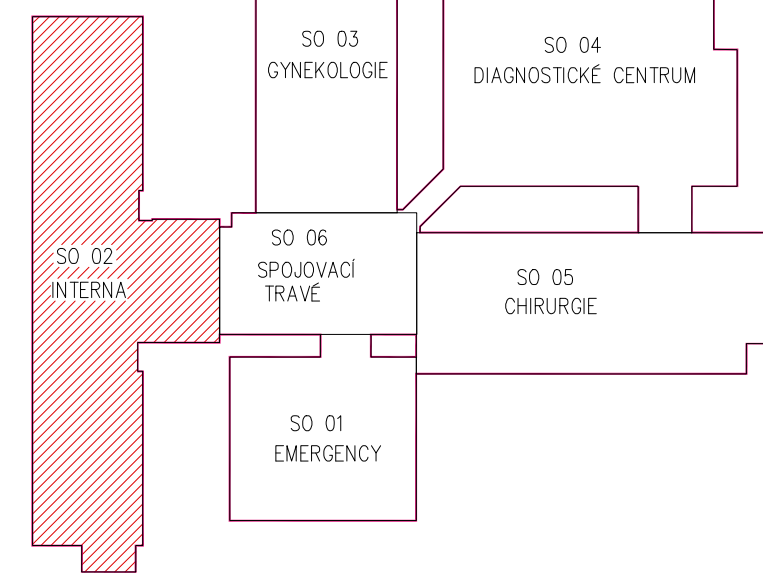 SO 03
GYNEKOLOGIE
SO 04
DIAGNOSTICKÉ CENTRUM
SO 02
INTERNA
SO 06
SPOJOVACÍ
TRAVÉ
SO 05
CHIRURGIE
SO 01
EMERGENCY